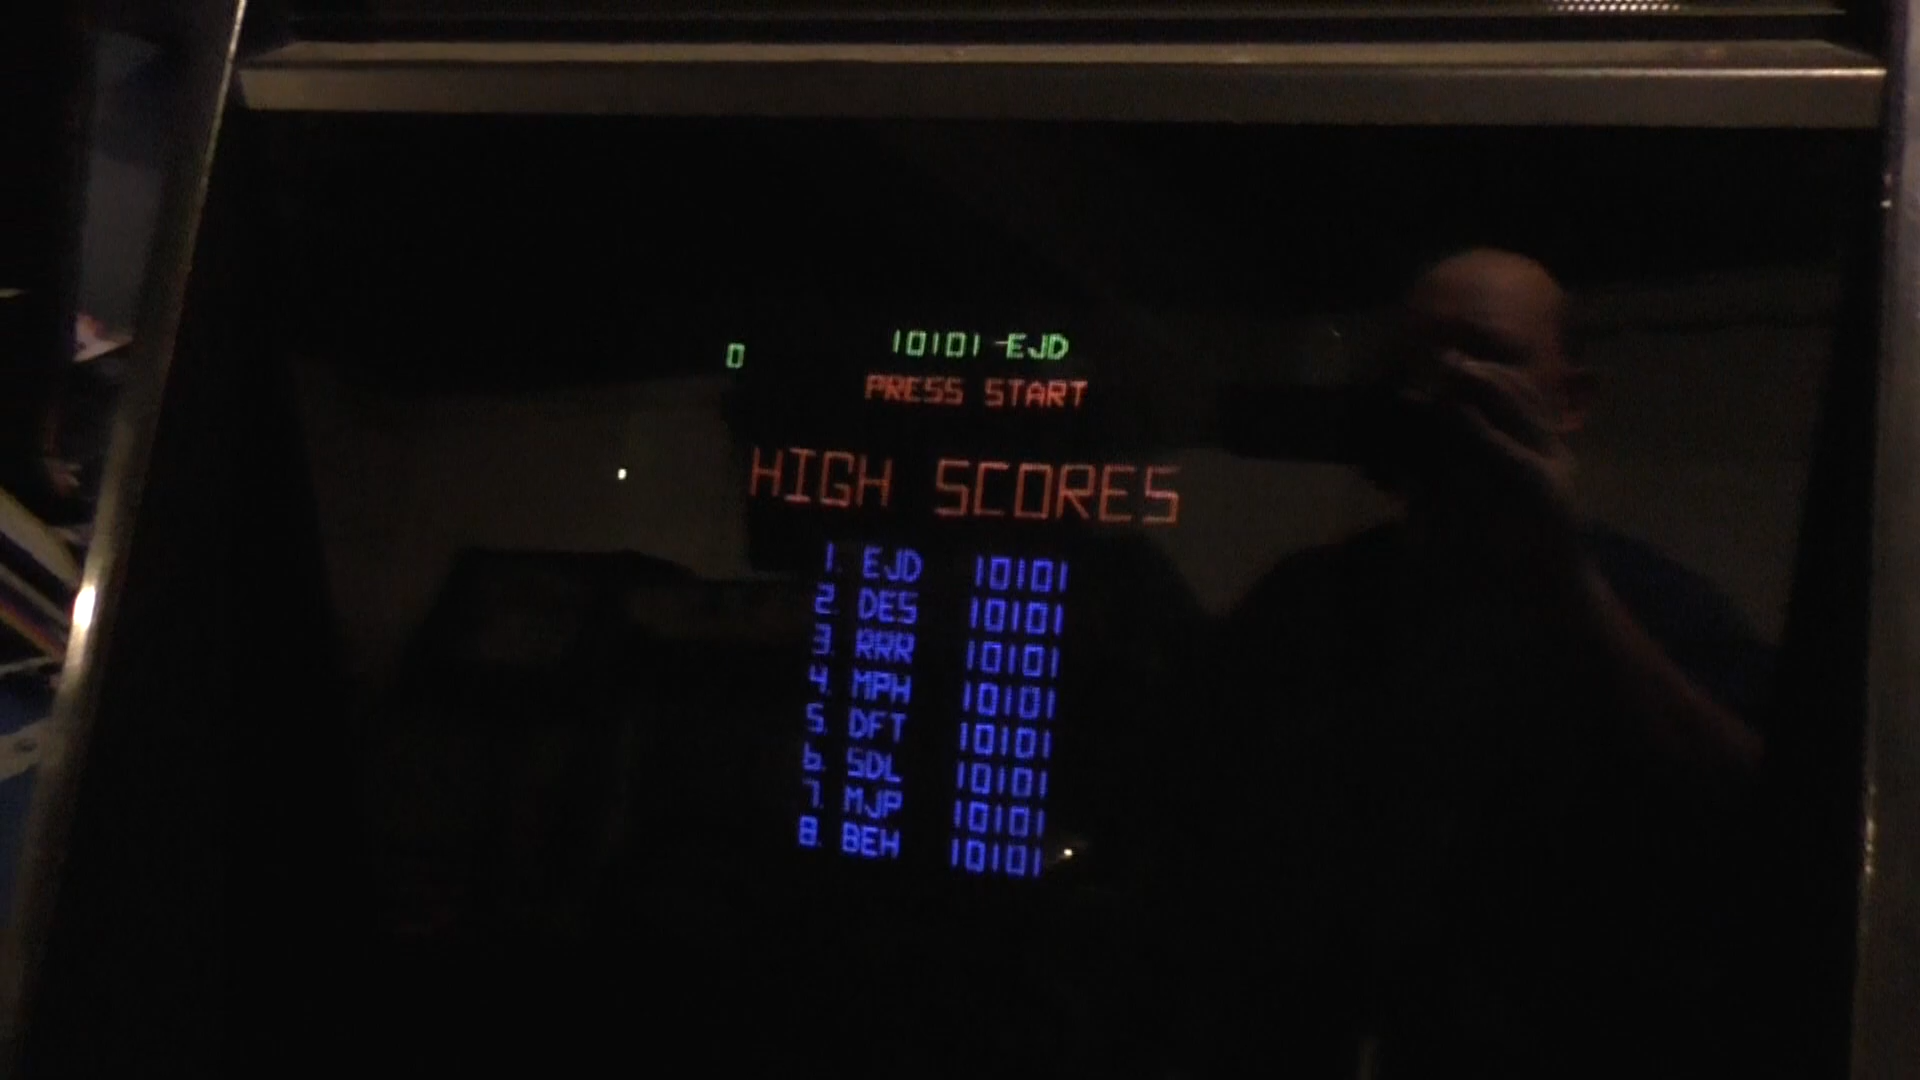 0 10101 EJD
PRESS START
HIGH SCORES
1. EJD 10101
2. DES 10101
3. RRR 10101
4. MPH 10101
5. DFT 10101
6. SDL 10101
7. MJP 10101
8. BEH 10101